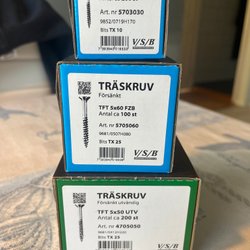 Art. nr 5703030
9852/0719H170
Bits TX 10
V/S/B
TRÄSKRUV
Försänkt
TFT 5x60 FZB
Antal ca 100 st
Art. nr 5705060
9681/0507H080
Bits TX 25
V/S/B
TRÄSKRUV
Försänkt utvändig
TFT 5x50 UTV
Antal ca 200 st
Art. nr 4705050
Bits TX 25
V/S/B